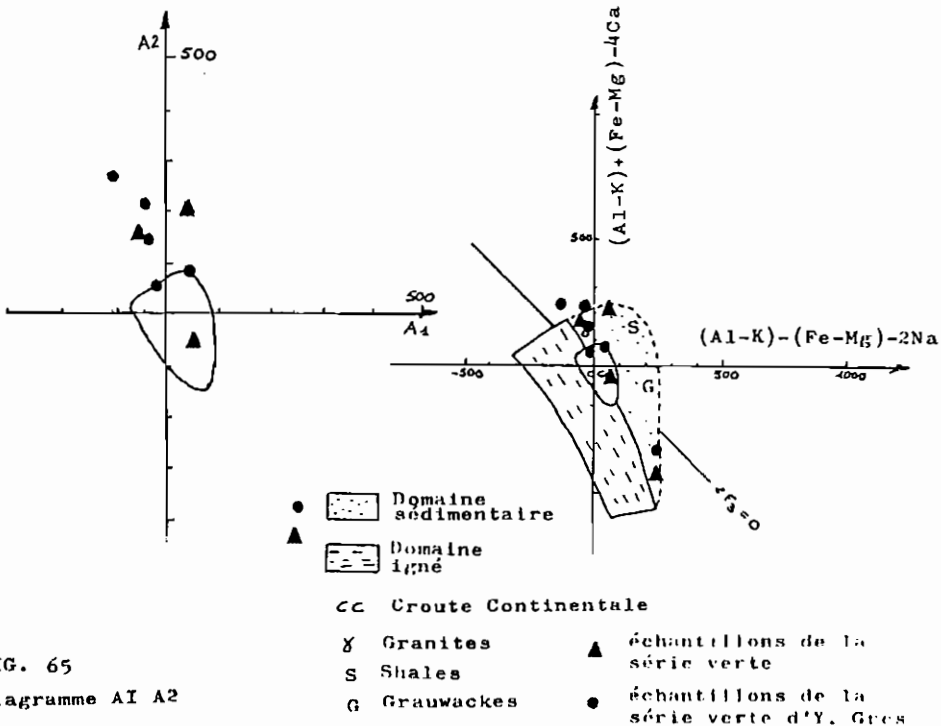 A2
500
500
A1
(Al-K)+(Fe-Mg)-4Ca
500
(Al-K)-(Fe-Mg)-2Na
-500
500
1000
S
γ
cc
G
Domaine
sédimentaire
Domaine
igné
cc Croute Continentale
γ Granites
S Shales
G Grauwackes
échantillons de la
série verte
échantillons de la
série verte d'Y. Gres
G. 65
agramme AI A2